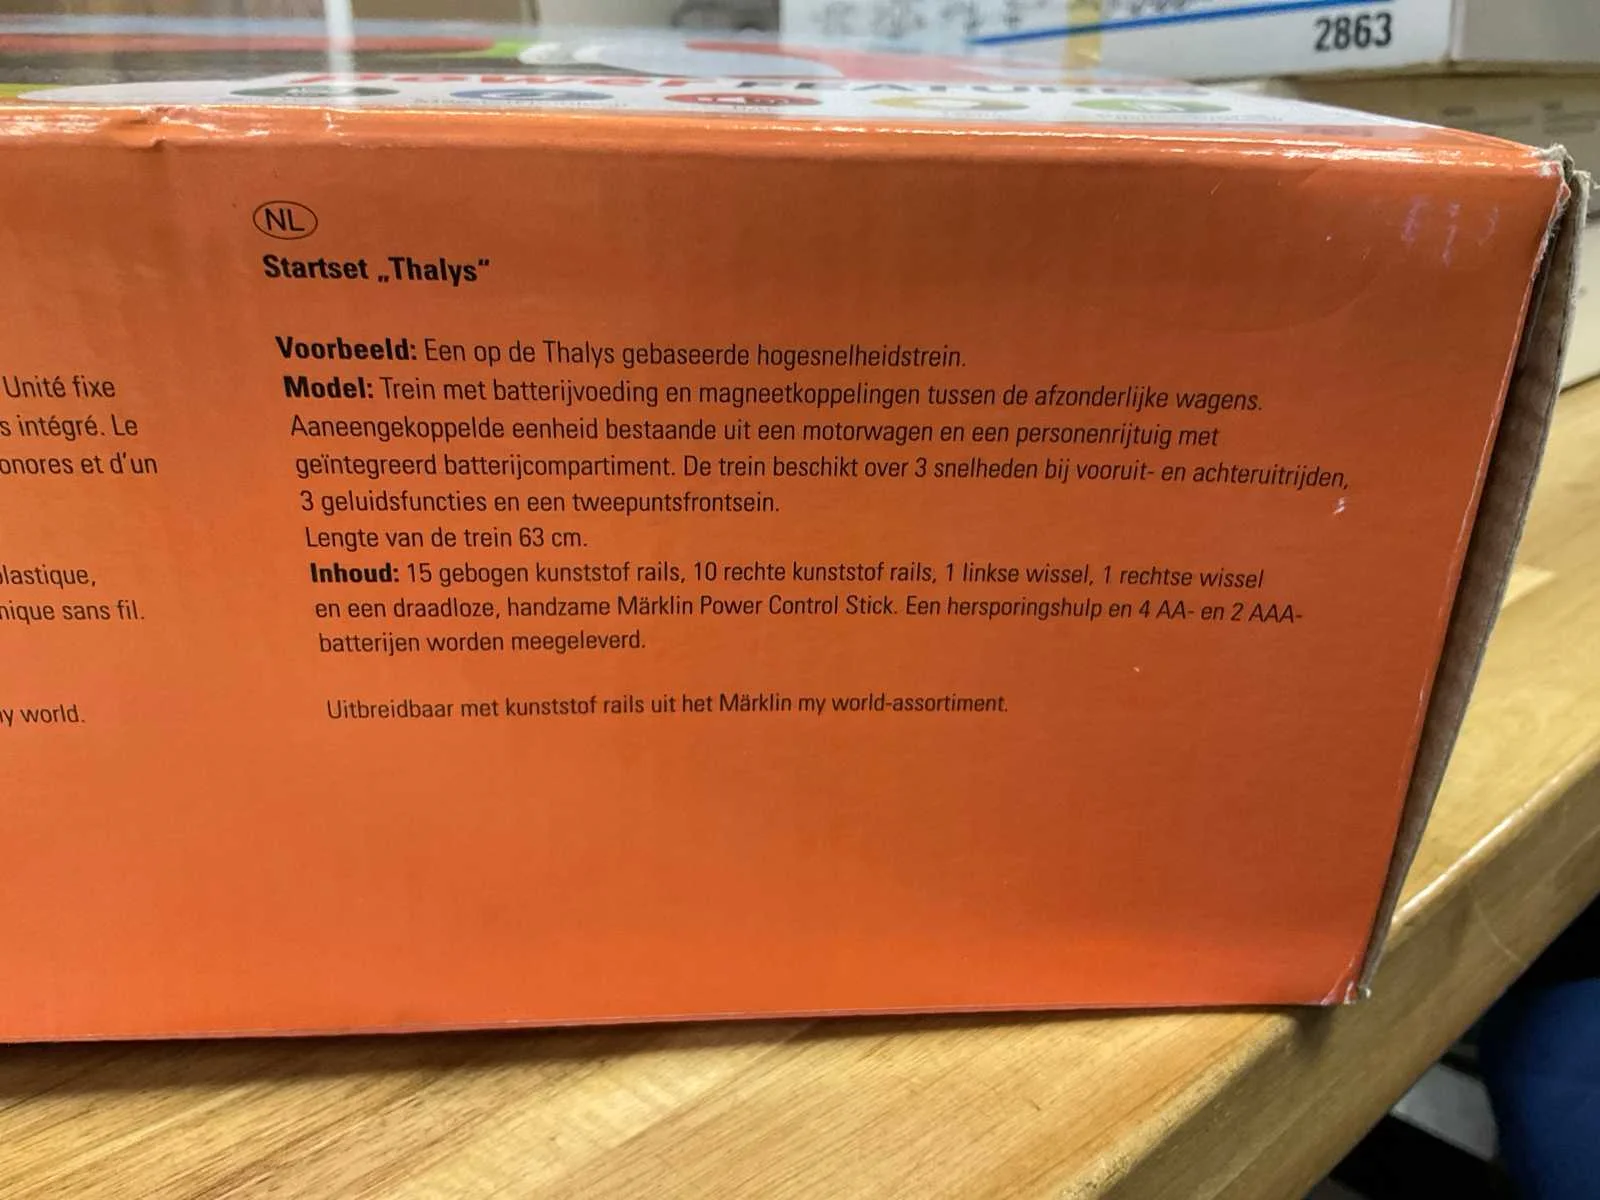 2863
power FEATURES
NL
Startset „Thalys“
Voorbeeld: Een op de Thalys gebaseerde hogesnelheidstrein.
Model: Trein met batterijvoeding en magneetkoppelingen tussen de afzonderlijke wagens.
Aaneengekoppelde eenheid bestaande uit een motorwagen en een personenrijtuig met
geïntegreerd batterijcompartiment. De trein beschikt over 3 snelheden bij vooruit- en achteruitrijden,
3 geluidsfuncties en een tweepuntsfrontsein.
Lengte van de trein 63 cm.
Inhoud: 15 gebogen kunststof rails, 10 rechte kunststof rails, 1 linkse wissel, 1 rechtse wissel
en een draadloze, handzame Märklin Power Control Stick. Een hersporingshulp en 4 AA- en 2 AAA-
batterijen worden meegeleverd.
Uitbreidbaar met kunststof rails uit het Märklin my world-assortiment.
Unité fixe
s intégré. Le
onores et d'un
lastique,
nique sans fil.
y world.